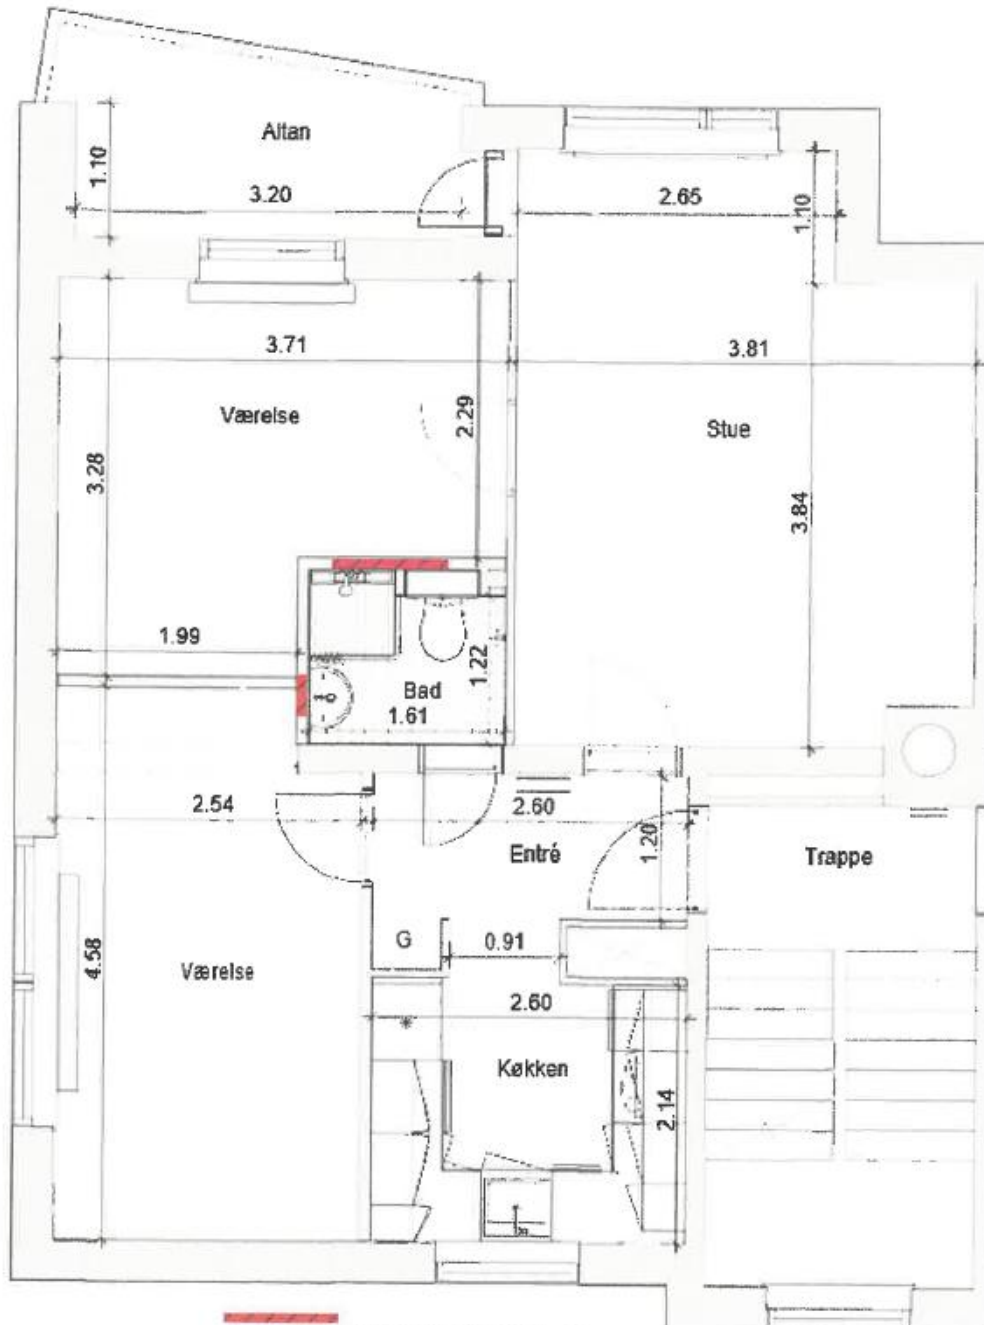 Altan
1.10
3.20
2.65
1.10
3.71
3.81
Værelse
2.29
Stue
3.28
3.84
1.99
1.22
Bad
1.61
2.54
2.60
1.20
Entré
Trappe
G
0.91
4.58
Værelse
2.60
*
Køkken
2.14